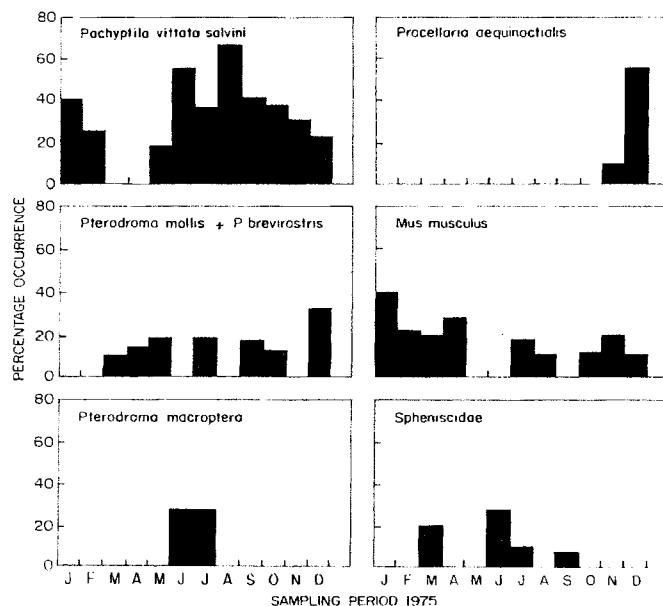 80
60
40
20
0
Pachyptila vittata salvini
Procellaria aequinoctialis
PERCENTAGE OCCURRENCE
80
60
40
20
0
Pterodroma mollis + P brevirostris
Mus musculus
80
60
40
20
0
Pterodroma macroptera
Spheniscidae
J F M A M J J A S O N D
J F M A M J J A S O N D
SAMPLING PERIOD 1975